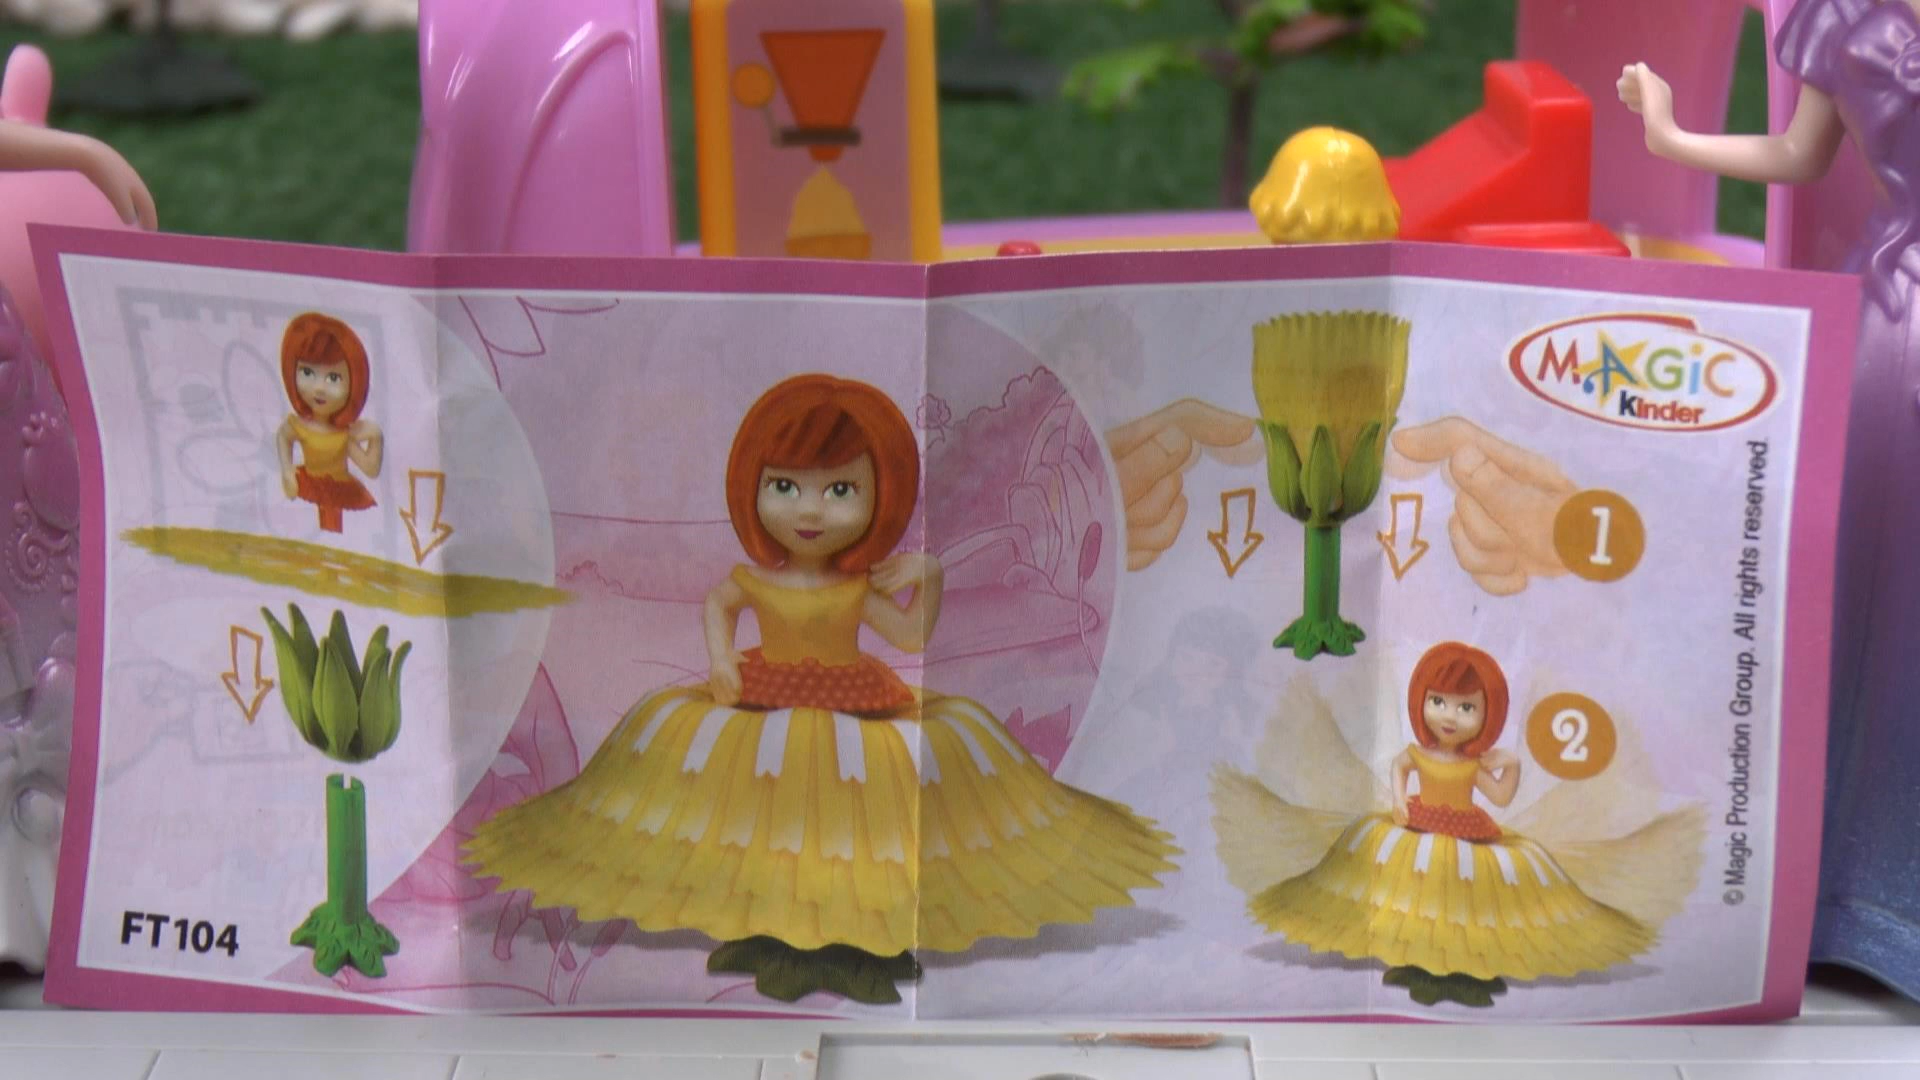 MAGiC
Kinder
1
2
© Magic Production Group. All rights reserved.
FT104